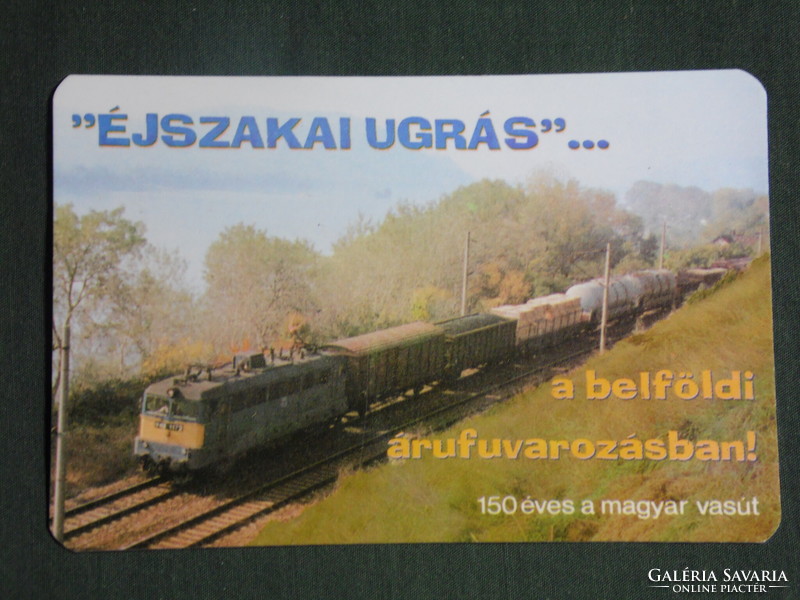 ”ÉJSZAKAI UGRÁS”...
a belföldi
árufuvarozásban!
150 éves a magyar vasút
GALÉRIA SAVARIA
ONLINE PIACTÉR